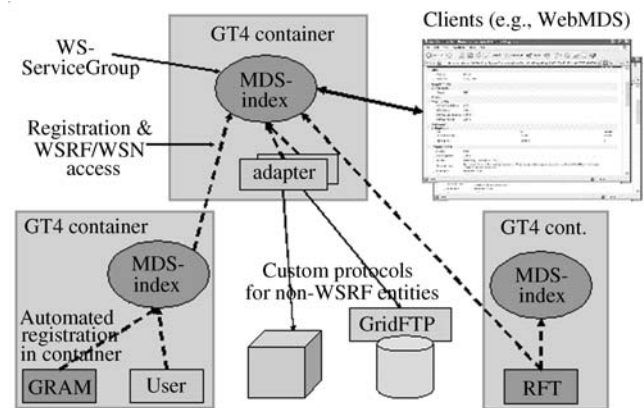 Clients (e.g., WebMDS)
GT4 container
WS-
ServiceGroup
MDS-
index
Registration &
WSRF/WSN
access
adapter
GT4 container
MDS-
index
Automated
registration
in container
GRAM
User
Custom protocols
for non-WSRF entities
GridFTP
GT4 cont.
MDS-
index
RFT